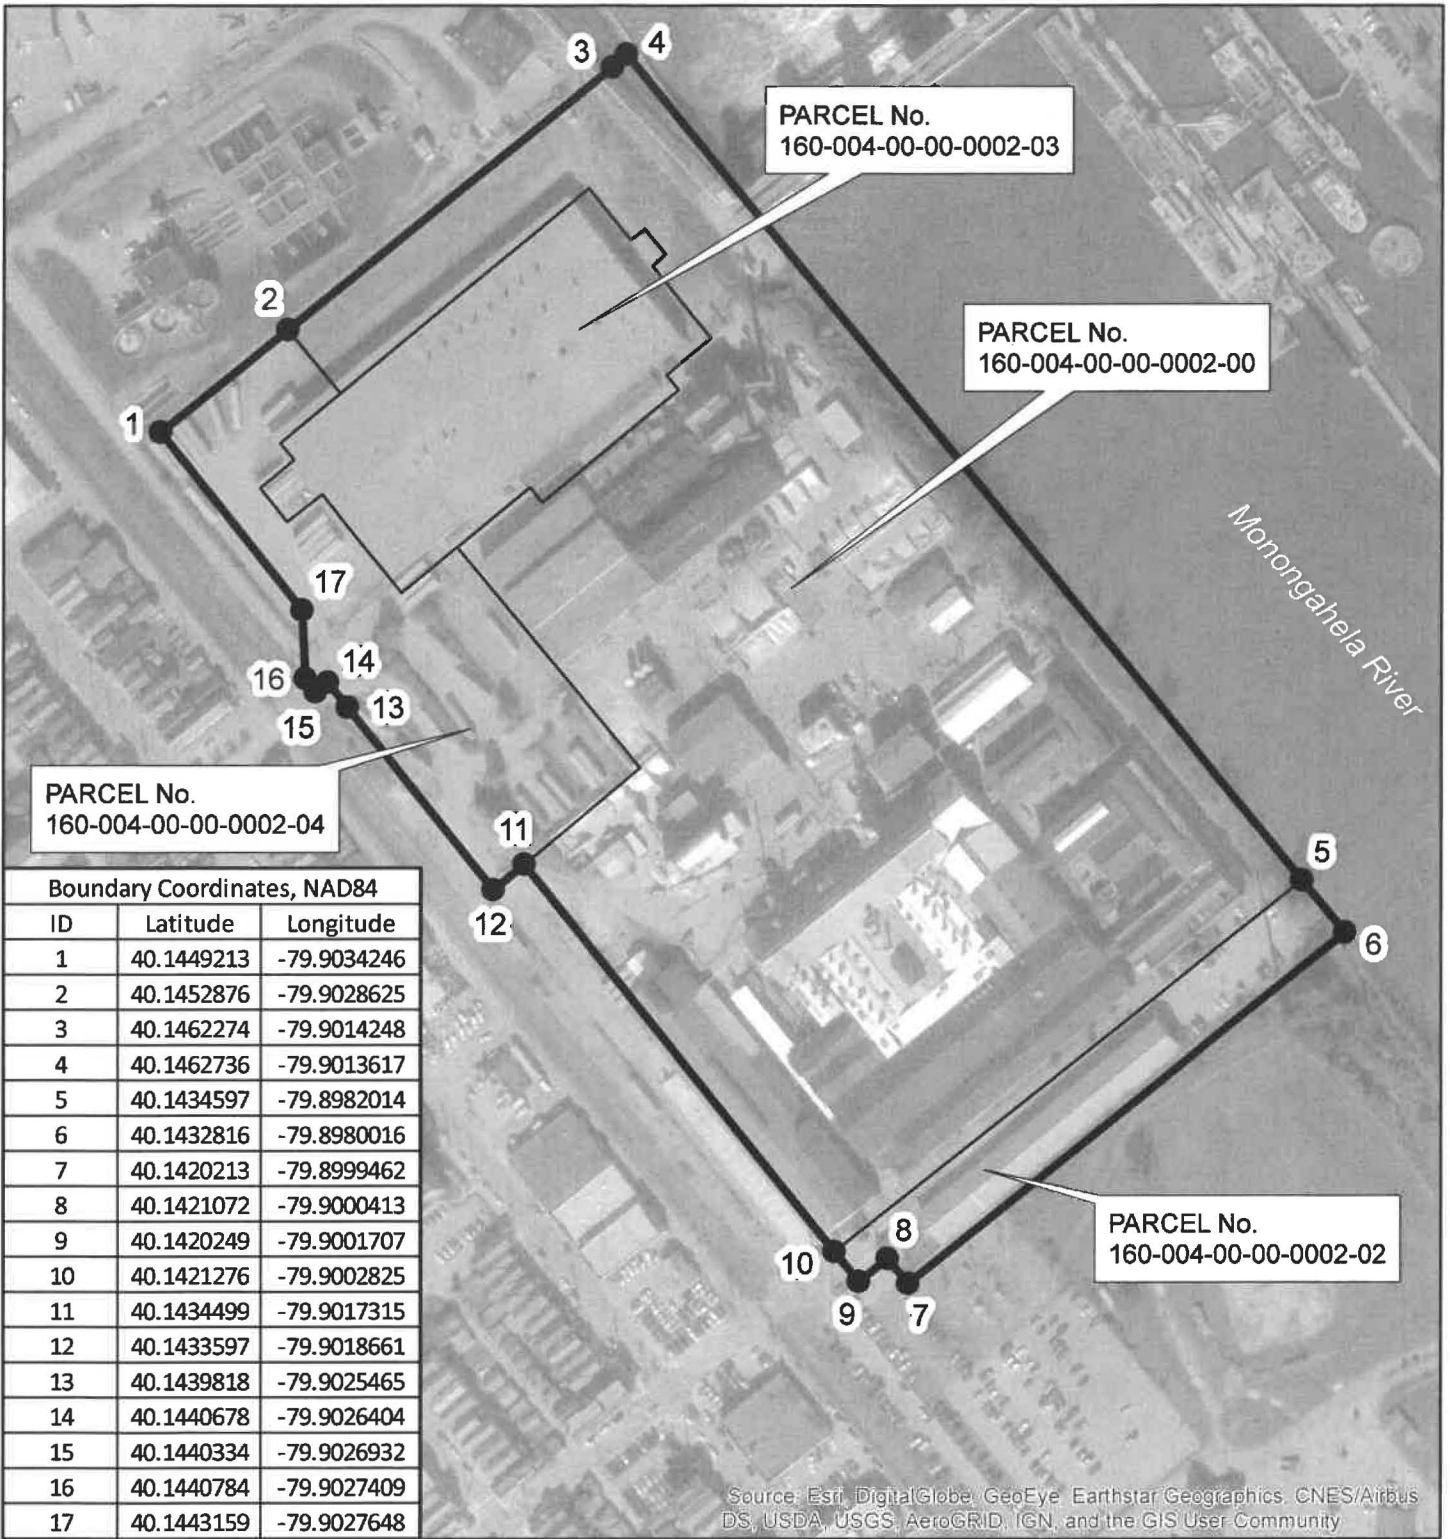 3
4
PARCEL No.
160-004-00-00-0002-03
2
PARCEL No.
160-004-00-00-0002-00
1
Monongahela River
17
16
14
15
13
PARCEL No.
160-004-00-00-0002-04
11
12
5
6
8
10
9
7
PARCEL No.
160-004-00-00-0002-02
Boundary Coordinates, NAD84
ID Latitude Longitude
1 40.1449213 -79.9034246
2 40.1452876 -79.9028625
3 40.1462274 -79.9014248
4 40.1462736 -79.9013617
5 40.1434597 -79.8982014
6 40.1432816 -79.8980016
7 40.1420213 -79.8999462
8 40.1421072 -79.9000413
9 40.1420249 -79.9001707
10 40.1421276 -79.9002825
11 40.1434499 -79.9017315
12 40.1433597 -79.9018661
13 40.1439818 -79.9025465
14 40.1440678 -79.9026404
15 40.1440334 -79.9026932
16 40.1440784 -79.9027409
17 40.1443159 -79.9027648
Source: Esri, DigitalGlobe, GeoEye, Earthstar Geographics, CNES/Airbus
DS, USDA, USGS, AeroGRID, IGN, and the GIS User Community